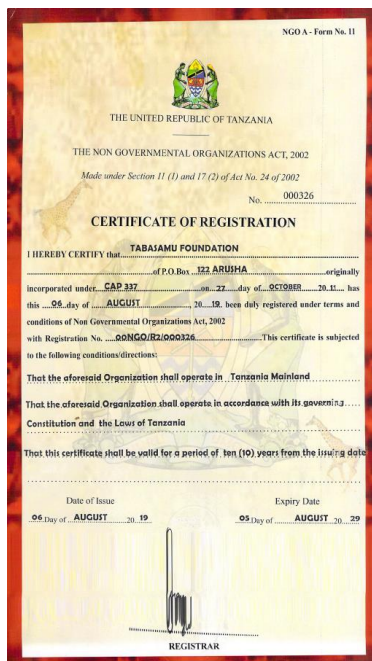 NGO A - Form No. 11
THE UNITED REPUBLIC OF TANZANIA
THE NON GOVERNMENTAL ORGANIZATIONS ACT, 2002
Made under Section 11 (1) and 17 (2) of Act No. 24 of 2002
No. 000326
CERTIFICATE OF REGISTRATION
I HEREBY CERTIFY that TABASAMU FOUNDATION
of P.O. Box 122 ARUSHA originally
incorporated under CAP 337 on 27 day of OCTOBER 20 11 has
this 06 day of AUGUST 20 19 been duly registered under terms and
conditions of Non Governmental Organizations Act, 2002
with Registration No. 00NGO/R2/000326 This certificate is subjected
to the following conditions/directions:
That the aforesaid Organization shall operate in Tanzania Mainland
That the aforesaid Organization shall operate in accordance with its governing
Constitution and the Laws of Tanzania
That this certificate shall be valid for a period of ten (10) years from the issuing date
Date of Issue Expiry Date
06 Day of AUGUST 20 19 05 Day of AUGUST 20 29
REGISTRAR